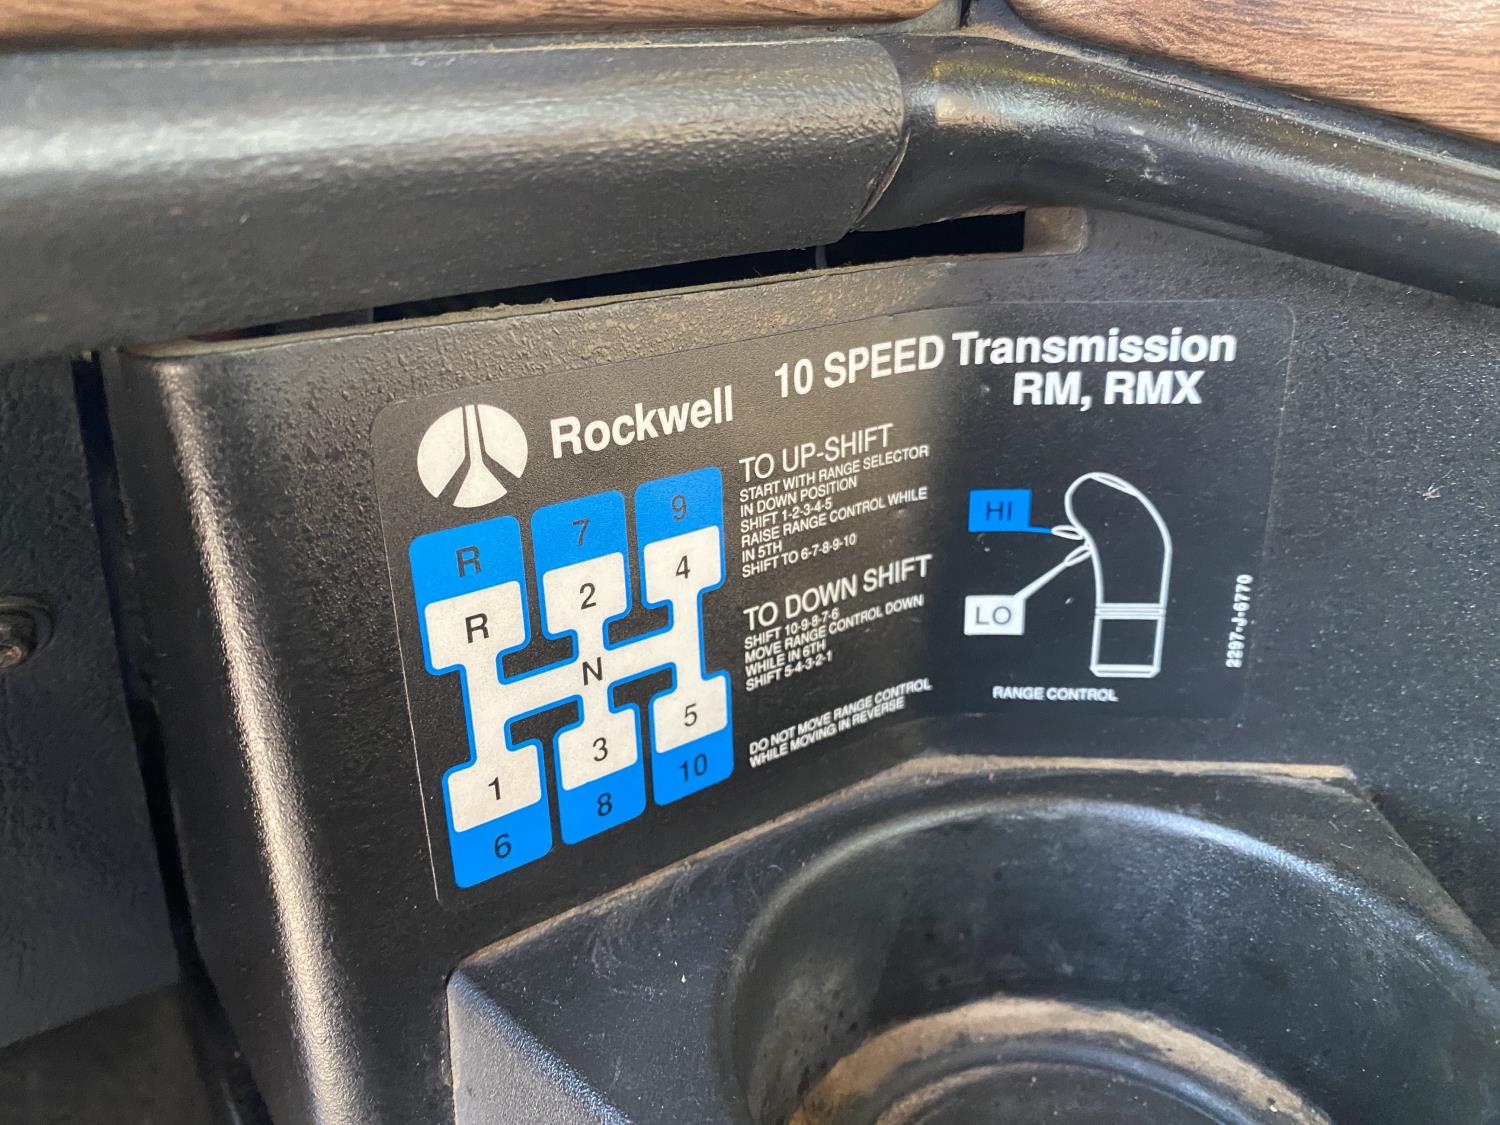 Rockwell 10 SPEED Transmission
RM, RMX
R 7 9
R 2 4
N
1 3 5
6 8 10
TO UP-SHIFT
START WITH RANGE SELECTOR
IN DOWN POSITION
SHIFT 1-2-3-4-5
RAISE RANGE CONTROL WHILE
IN 5TH
SHIFT TO 6-7-8-9-10
TO DOWN SHIFT
SHIFT 10-9-8-7-6
MOVE RANGE CONTROL DOWN
WHILE IN 6TH
SHIFT 5-4-3-2-1
DO NOT MOVE RANGE CONTROL
WHILE MOVING IN REVERSE
HI
LO
RANGE CONTROL
2297-J-6770